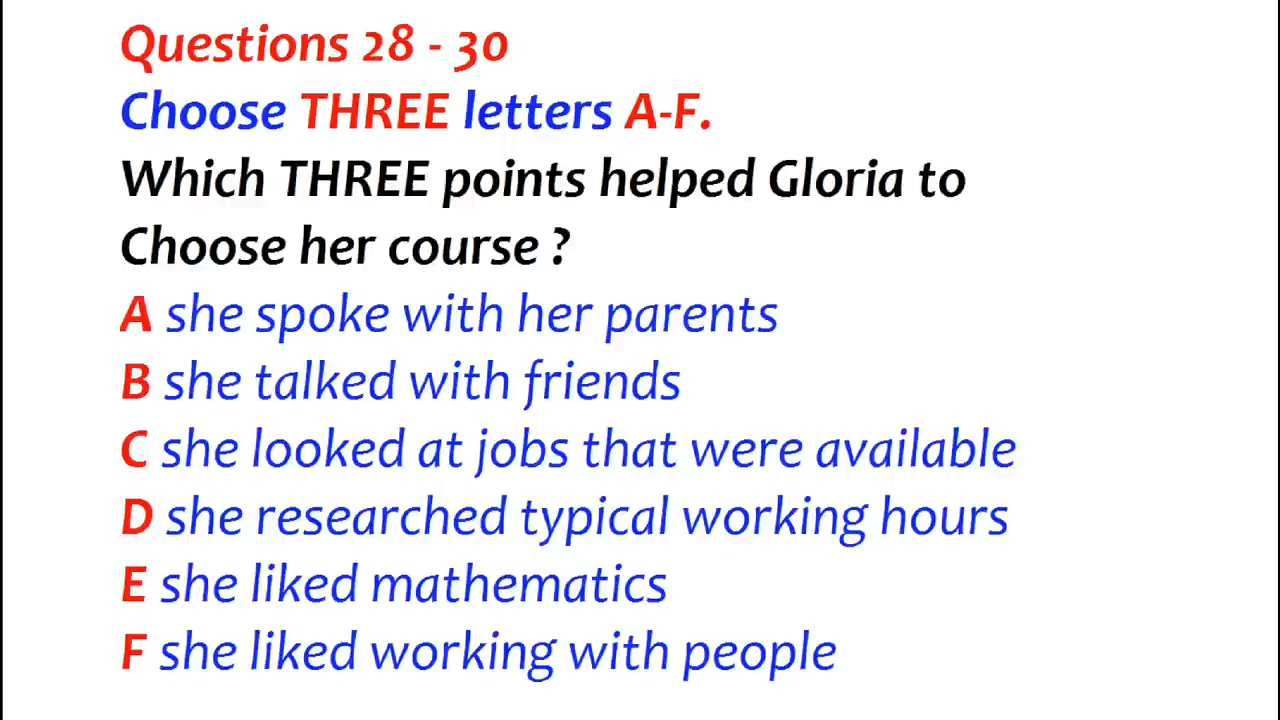 Questions 28 - 30
Choose THREE letters A-F.
Which THREE points helped Gloria to
Choose her course ?
A she spoke with her parents
B she talked with friends
C she looked at jobs that were available
D she researched typical working hours
E she liked mathematics
F she liked working with people